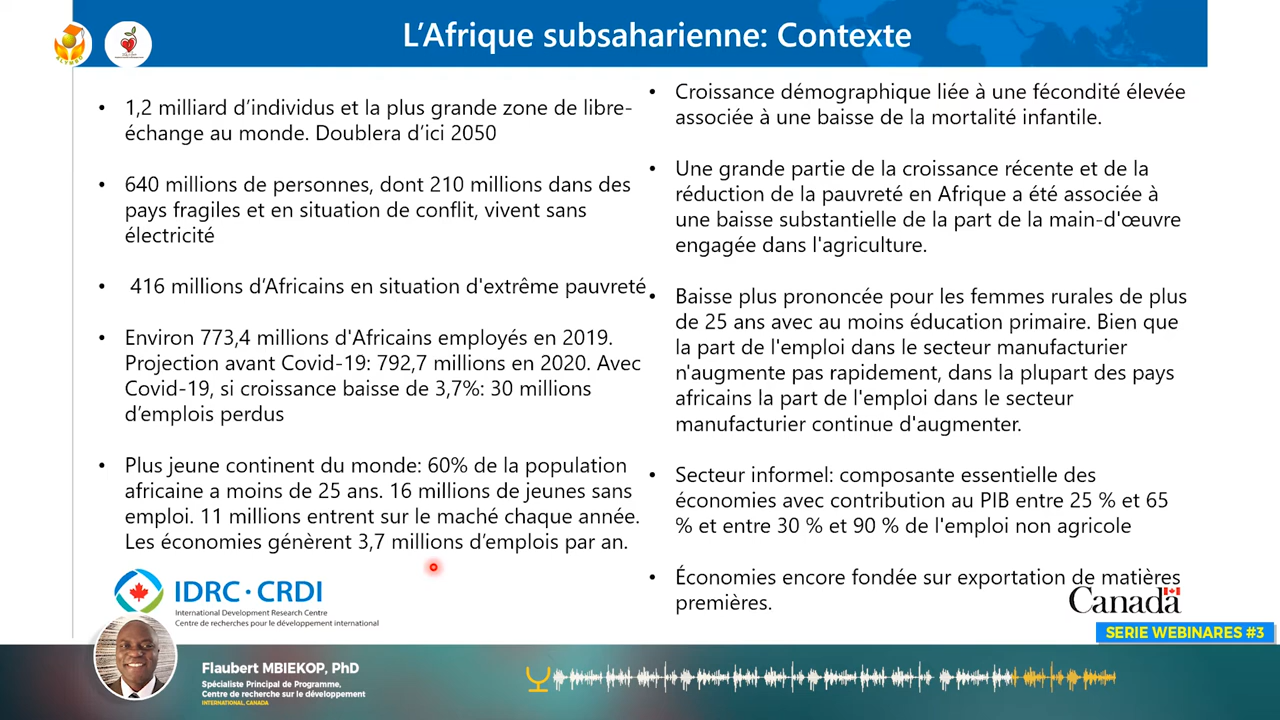 L'Afrique subsaharienne: Contexte
• 1,2 milliard d'individus et la plus grande zone de libre-
échange au monde. Doublera d'ici 2050
• 640 millions de personnes, dont 210 millions dans des
pays fragiles et en situation de conflit, vivent sans
électricité
• 416 millions d'Africains en situation d'extrême pauvreté
• Environ 773,4 millions d'Africains employés en 2019.
Projection avant Covid-19: 792,7 millions en 2020. Avec
Covid-19, si croissance baisse de 3,7%: 30 millions
d'emplois perdus
• Plus jeune continent du monde: 60% de la population
africaine a moins de 25 ans. 16 millions de jeunes sans
emploi. 11 millions entrent sur le maché chaque année.
Les économies génèrent 3,7 millions d'emplois par an.
• Croissance démographique liée à une fécondité élevée
associée à une baisse de la mortalité infantile.
• Une grande partie de la croissance récente et de la
réduction de la pauvreté en Afrique a été associée à
une baisse substantielle de la part de la main-d'œuvre
engagée dans l'agriculture.
• Baisse plus prononcée pour les femmes rurales de plus
de 25 ans avec au moins éducation primaire. Bien que
la part de l'emploi dans le secteur manufacturier
n'augmente pas rapidement, dans la plupart des pays
africains la part de l'emploi dans le secteur
manufacturier continue d'augmenter.
• Secteur informel: composante essentielle des
économies avec contribution au PIB entre 25 % et 65
% et entre 30 % et 90 % de l'emploi non agricole
• Économies encore fondée sur exportation de matières
premières.
IDRC · CRDI
International Development Research Centre
Centre de recherches pour le développement international
Canada
SERIE WEBINARES #3
Flaubert MBIEKOP, PhD
Spécialiste Principal de Programme,
Centre de recherche sur le développement
INTERNATIONAL, CANADA